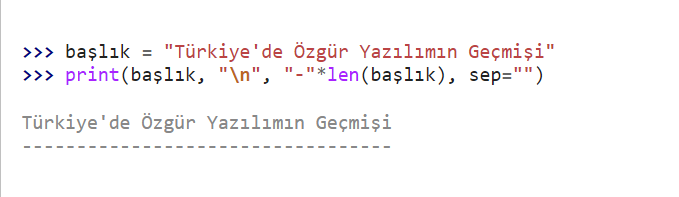 >>> başlık = "Türkiye'de Özgür Yazılımın Geçmişi"
>>> print(başlık, "\n", "-"*len(başlık), sep="")
Türkiye'de Özgür Yazılımın Geçmişi
----------------------------------